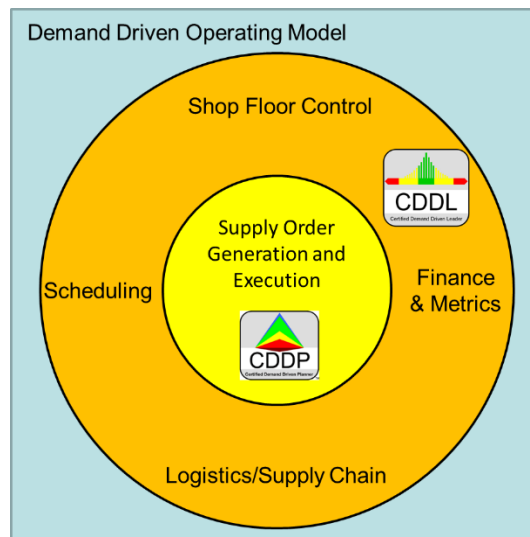 Demand Driven Operating Model
Shop Floor Control
CDDL
Certified Demand Driven Leader
Supply Order
Generation and
Execution
Scheduling
Finance
& Metrics
CDDP
Certified Demand Driven Planner
Logistics/Supply Chain